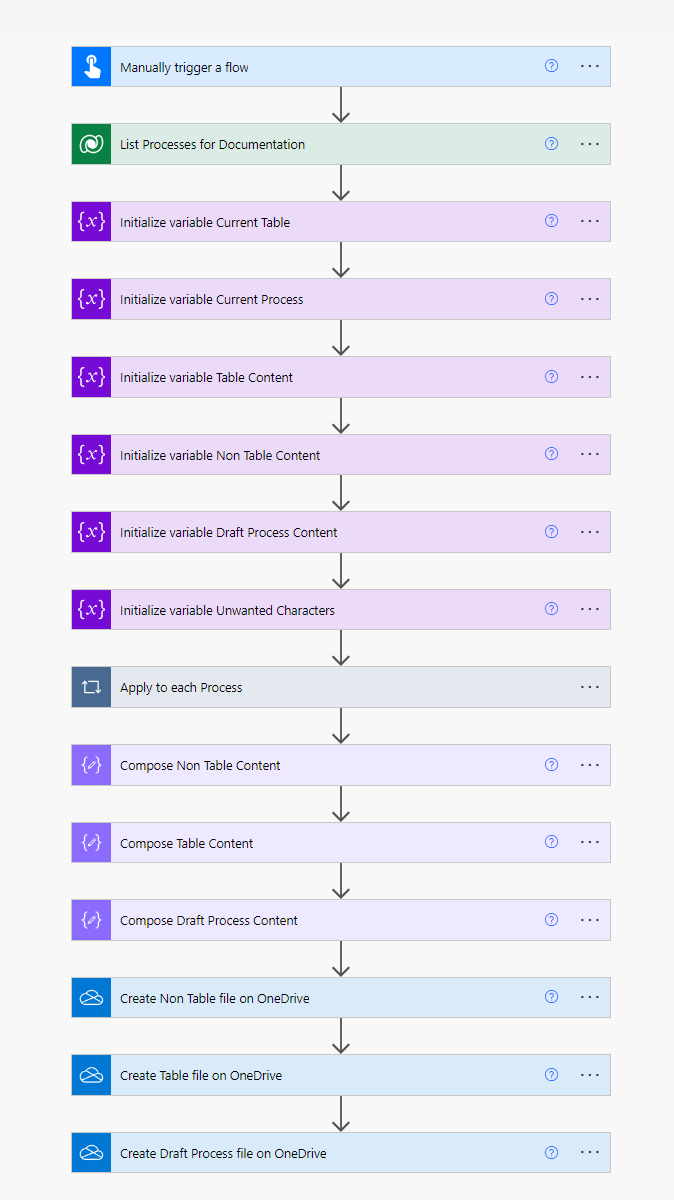 Manually trigger a flow
List Processes for Documentation
Initialize variable Current Table
Initialize variable Current Process
Initialize variable Table Content
Initialize variable Non Table Content
Initialize variable Draft Process Content
Initialize variable Unwanted Characters
Apply to each Process
Compose Non Table Content
Compose Table Content
Compose Draft Process Content
Create Non Table file on OneDrive
Create Table file on OneDrive
Create Draft Process file on OneDrive